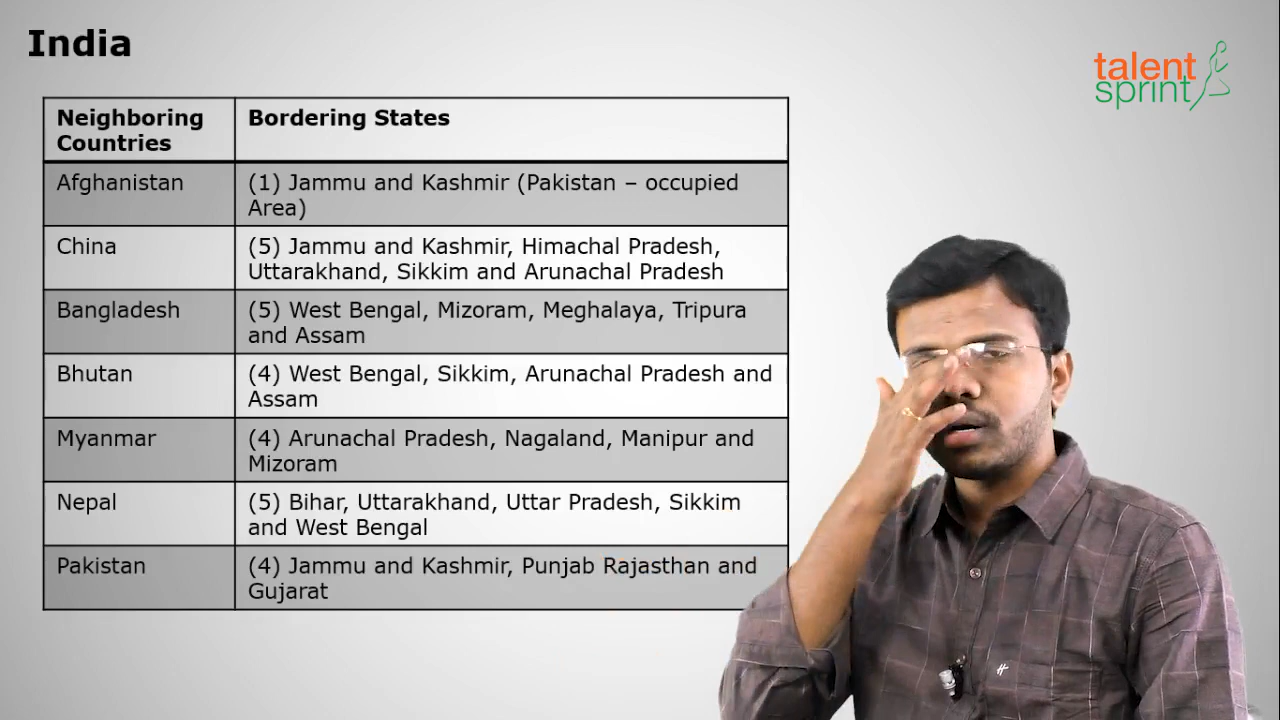 India
talent
sprint
Neighboring
Countries
Bordering States
Afghanistan
(1) Jammu and Kashmir (Pakistan – occupied
Area)
China
(5) Jammu and Kashmir, Himachal Pradesh,
Uttarakhand, Sikkim and Arunachal Pradesh
Bangladesh
(5) West Bengal, Mizoram, Meghalaya, Tripura
and Assam
Bhutan
(4) West Bengal, Sikkim, Arunachal Pradesh and
Assam
Myanmar
(4) Arunachal Pradesh, Nagaland, Manipur and
Mizoram
Nepal
(5) Bihar, Uttarakhand, Uttar Pradesh, Sikkim
and West Bengal
Pakistan
(4) Jammu and Kashmir, Punjab Rajasthan and
Gujarat